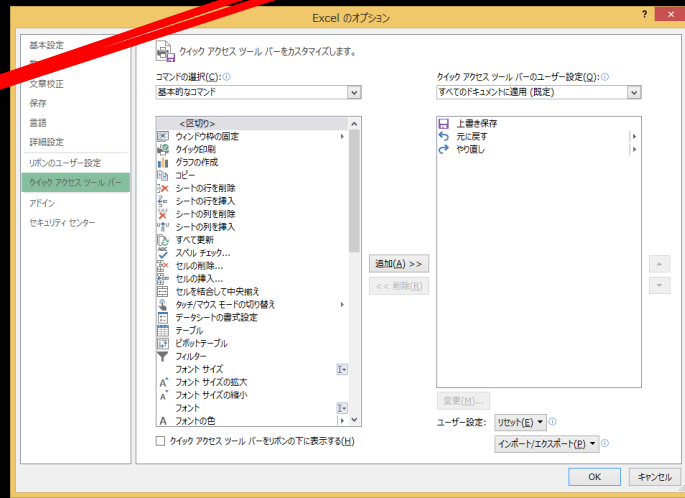 Excel のオプション
? ×
基本設定
文章校正
保存
言語
詳細設定
リボンのユーザー設定
クイック アクセス ツール バー
アドイン
セキュリティ センター
クイック アクセス ツール バーをカスタマイズします。
コマンドの選択(C):
基本的なコマンド
<区切り>
ウィンドウ枠の固定
クイック印刷
グラフの作成
コピー
シートの行を削除
シートの行を挿入
シートの列を削除
シートの列を挿入
すべて更新
スペル チェック...
セルの削除...
セルの挿入...
セルを結合して中央揃え
タッチ/マウス モードの切り替え
データシートの書式設定
テーブル
ピボットテーブル
フィルター
フォント サイズ
フォント サイズの拡大
フォント サイズの縮小
フォント
フォントの色
クイック アクセス ツール バーをリボンの下に表示する(H)
追加(A) >>
<< 削除(R)
クイック アクセス ツール バーのユーザー設定(Q):
すべてのドキュメントに適用 (既定)
上書き保存
元に戻す
やり直し
変更(M)...
ユーザー設定: リセット(E)
インポート/エクスポート(P)
OK キャンセル